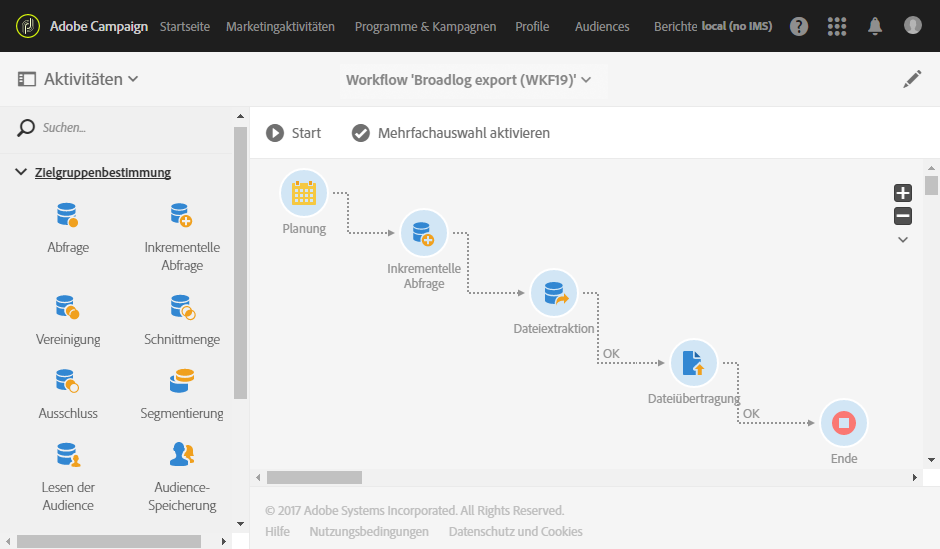 Adobe Campaign Startseite Marketingaktivitäten Programme & Kampagnen Profile Audiences Berichte local (no IMS)
Aktivitäten
Workflow 'Broadlog export (WKF19)'
Suchen...
Start Mehrfachauswahl aktivieren
Zielgruppenbestimmung
Abfrage
Inkrementelle
Abfrage
Vereinigung
Schnittmenge
Ausschluss
Segmentierung
Lesen der
Audience
Audience-
Speicherung
Planung
Inkrementelle
Abfrage
Dateiextraktion
OK
Dateiübertragung
OK
Ende
© 2017 Adobe Systems Incorporated. All Rights Reserved.
Hilfe Nutzungsbedingungen Datenschutz und Cookies